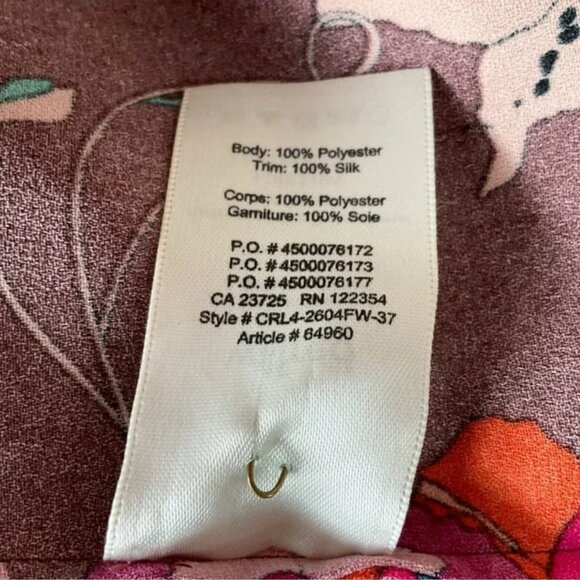 Body: 100% Polyester
Trim: 100% Silk
Corps: 100% Polyester
Garniture: 100% Soie
P.O. # 4500076172
P.O. # 4500076173
P.O. # 4500076177
CA 23725 RN 122354
Style # CRL4-2604FW-37
Article # 64960